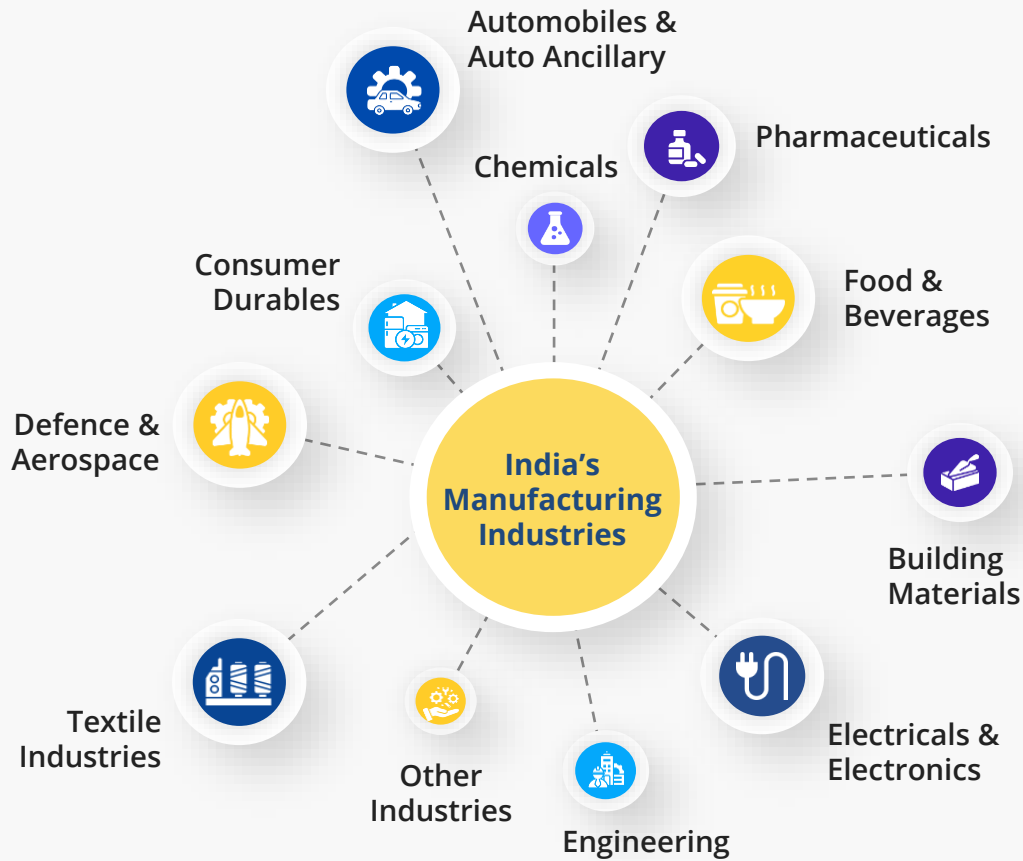 Automobiles &
Auto Ancillary
Pharmaceuticals
Chemicals
Consumer
Durables
Food &
Beverages
Defence &
Aerospace
India’s
Manufacturing
Industries
Building
Materials
Textile
Industries
Electricals &
Electronics
Other
Industries
Engineering